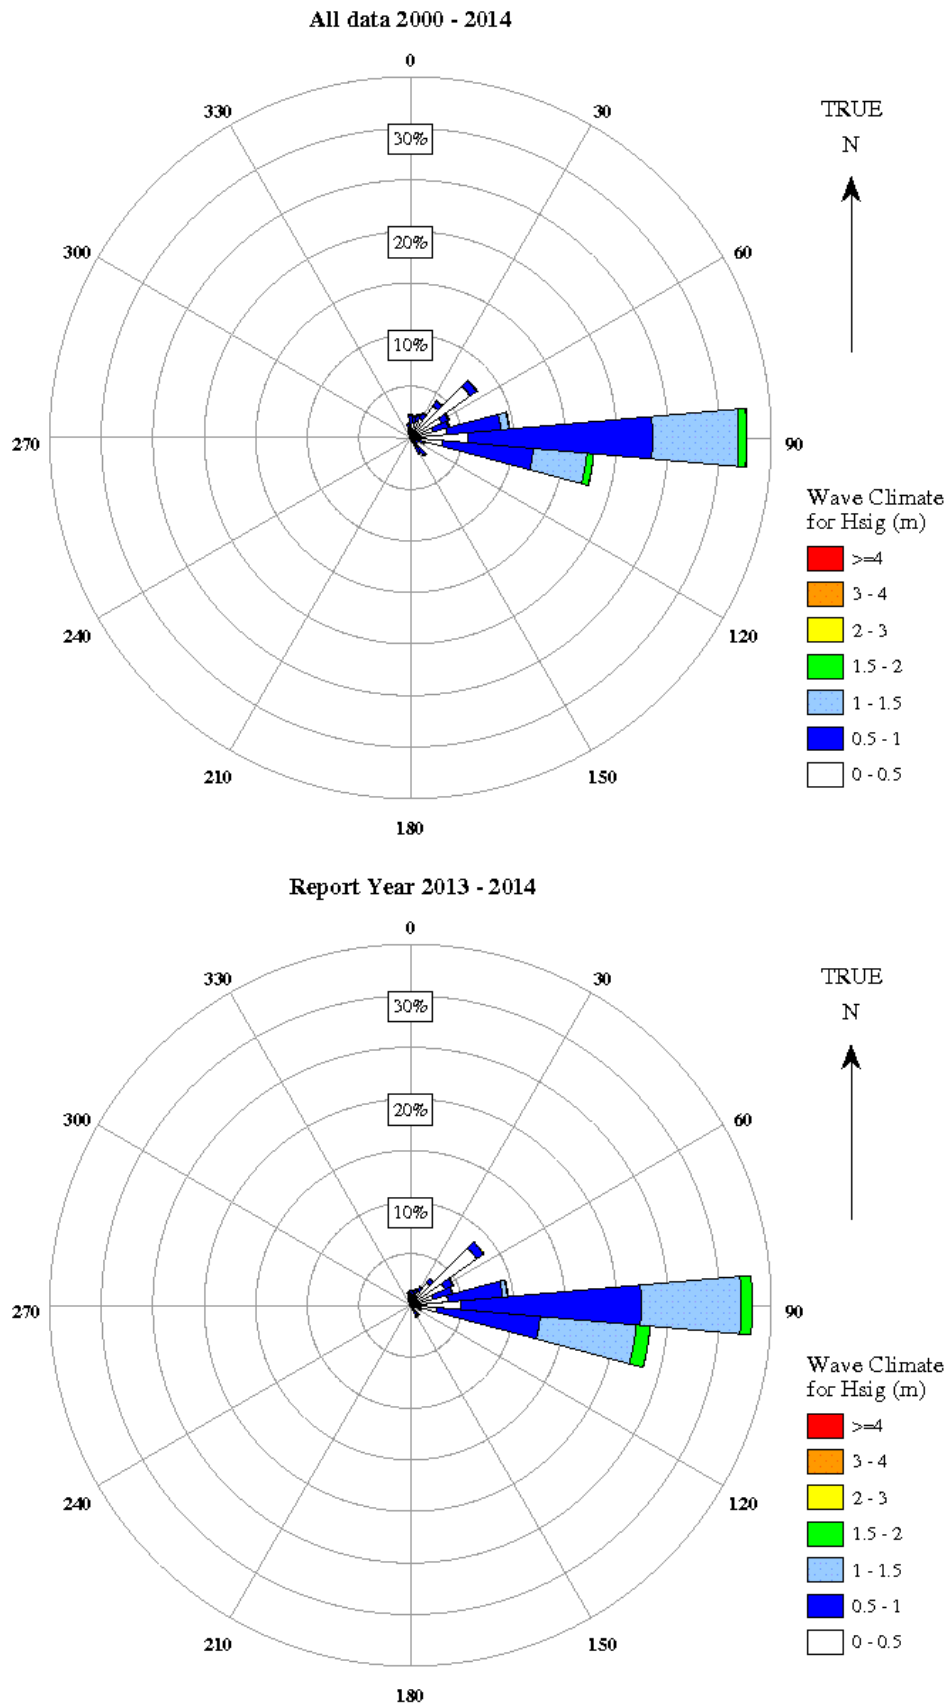 All data 2000 - 2014
0
330
30
TRUE
N
30%
300
60
20%
10%
270
90
Wave Climate
for Hsig (m)
>=4
3 - 4
2 - 3
1.5 - 2
1 - 1.5
0.5 - 1
0 - 0.5
240
120
210
150
180
Report Year 2013 - 2014
0
330
30
TRUE
N
30%
300
60
20%
10%
270
90
Wave Climate
for Hsig (m)
>=4
3 - 4
2 - 3
1.5 - 2
1 - 1.5
0.5 - 1
0 - 0.5
240
120
210
150
180